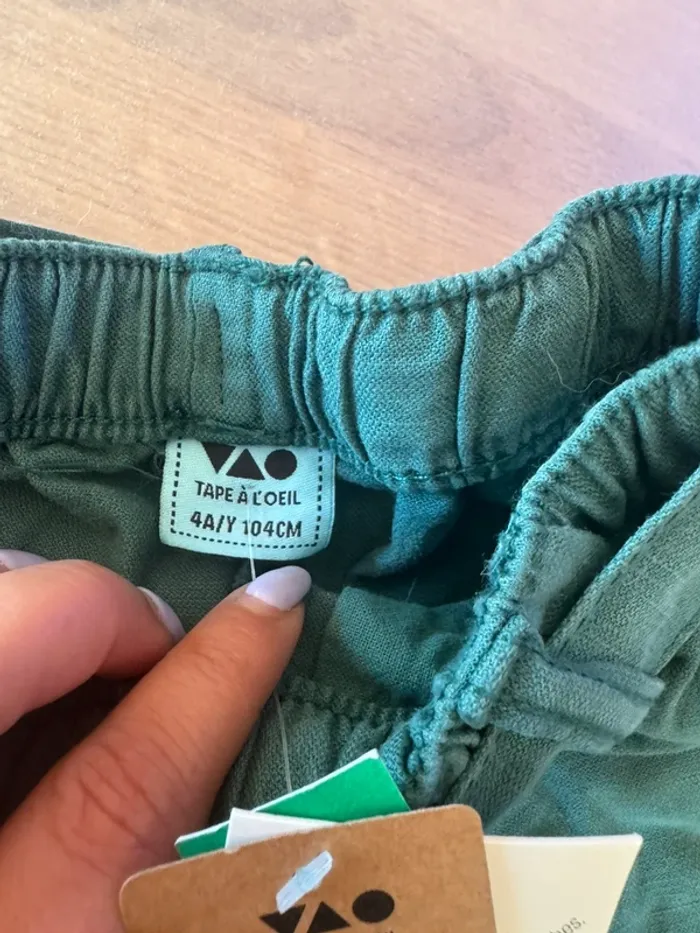 TAPE À L'OEIL
4A/Y 104CM